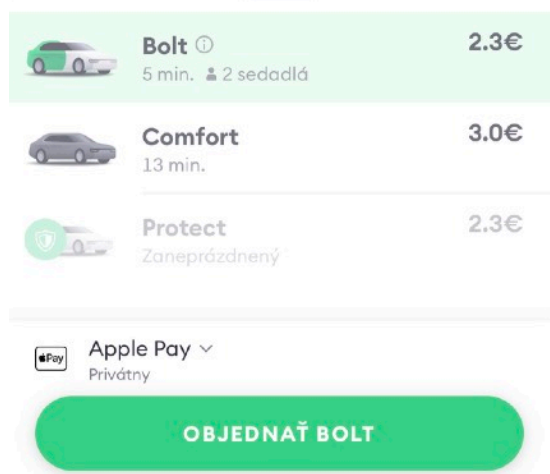 Bolt
2.3€
5 min. 2 sedadlá
Comfort
3.0€
13 min.
Protect
2.3€
Zaneprázdnený
Pay
Apple Pay
Privátny
OBJEDNAŤ BOLT